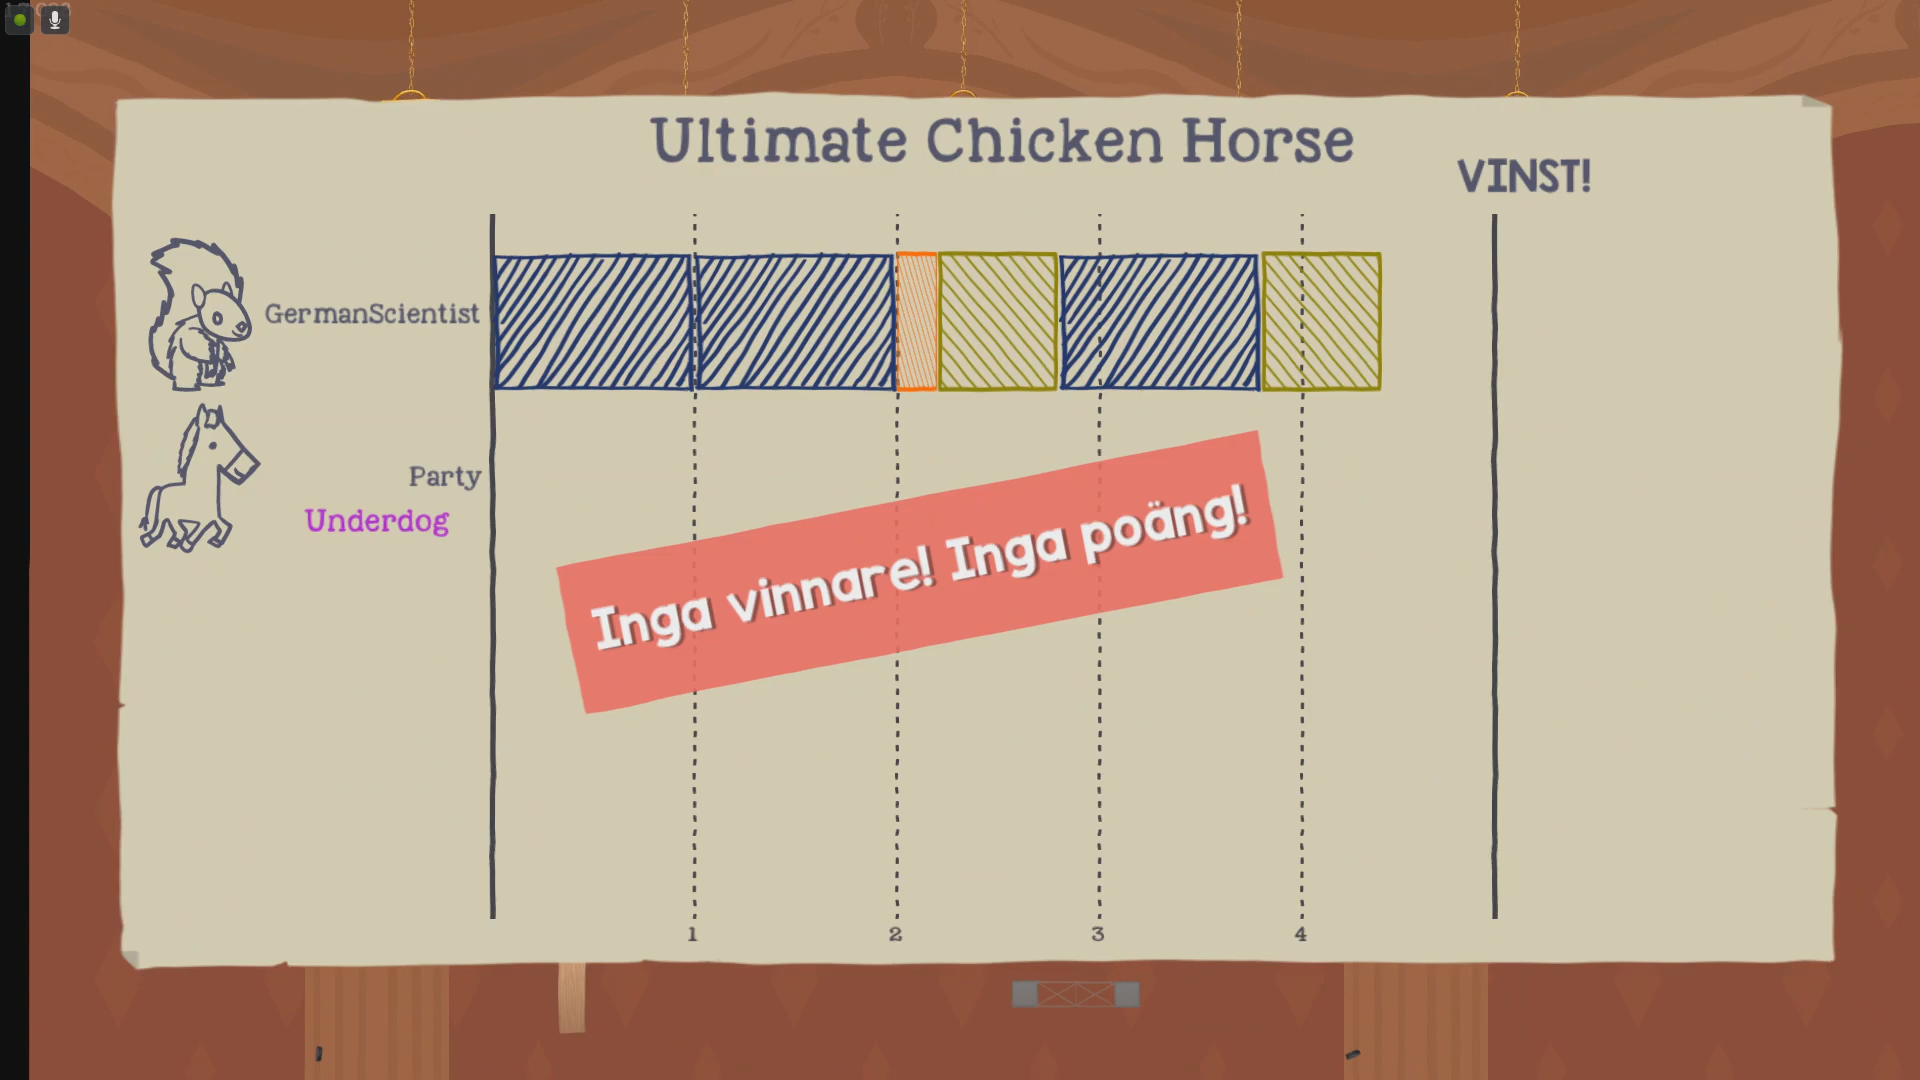 Ultimate Chicken Horse
VINST!
GermanScientist
Party
Underdog
Inga vinnare! Inga poäng!
1 2 3 4